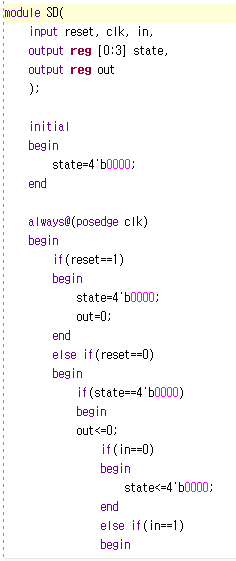 module SD(
    input reset, clk, in,
    output reg [0:3] state,
    output reg out
    );

    initial
    begin
        state=4'b0000;
    end

    always@(posedge clk)
    begin
        if(reset==1)
        begin
            state=4'b0000;
            out=0;
        end
        else if(reset==0)
        begin
            if(state==4'b0000)
            begin
            out<=0;
                if(in==0)
                begin
                    state<=4'b0000;
                end
                else if(in==1)
                begin